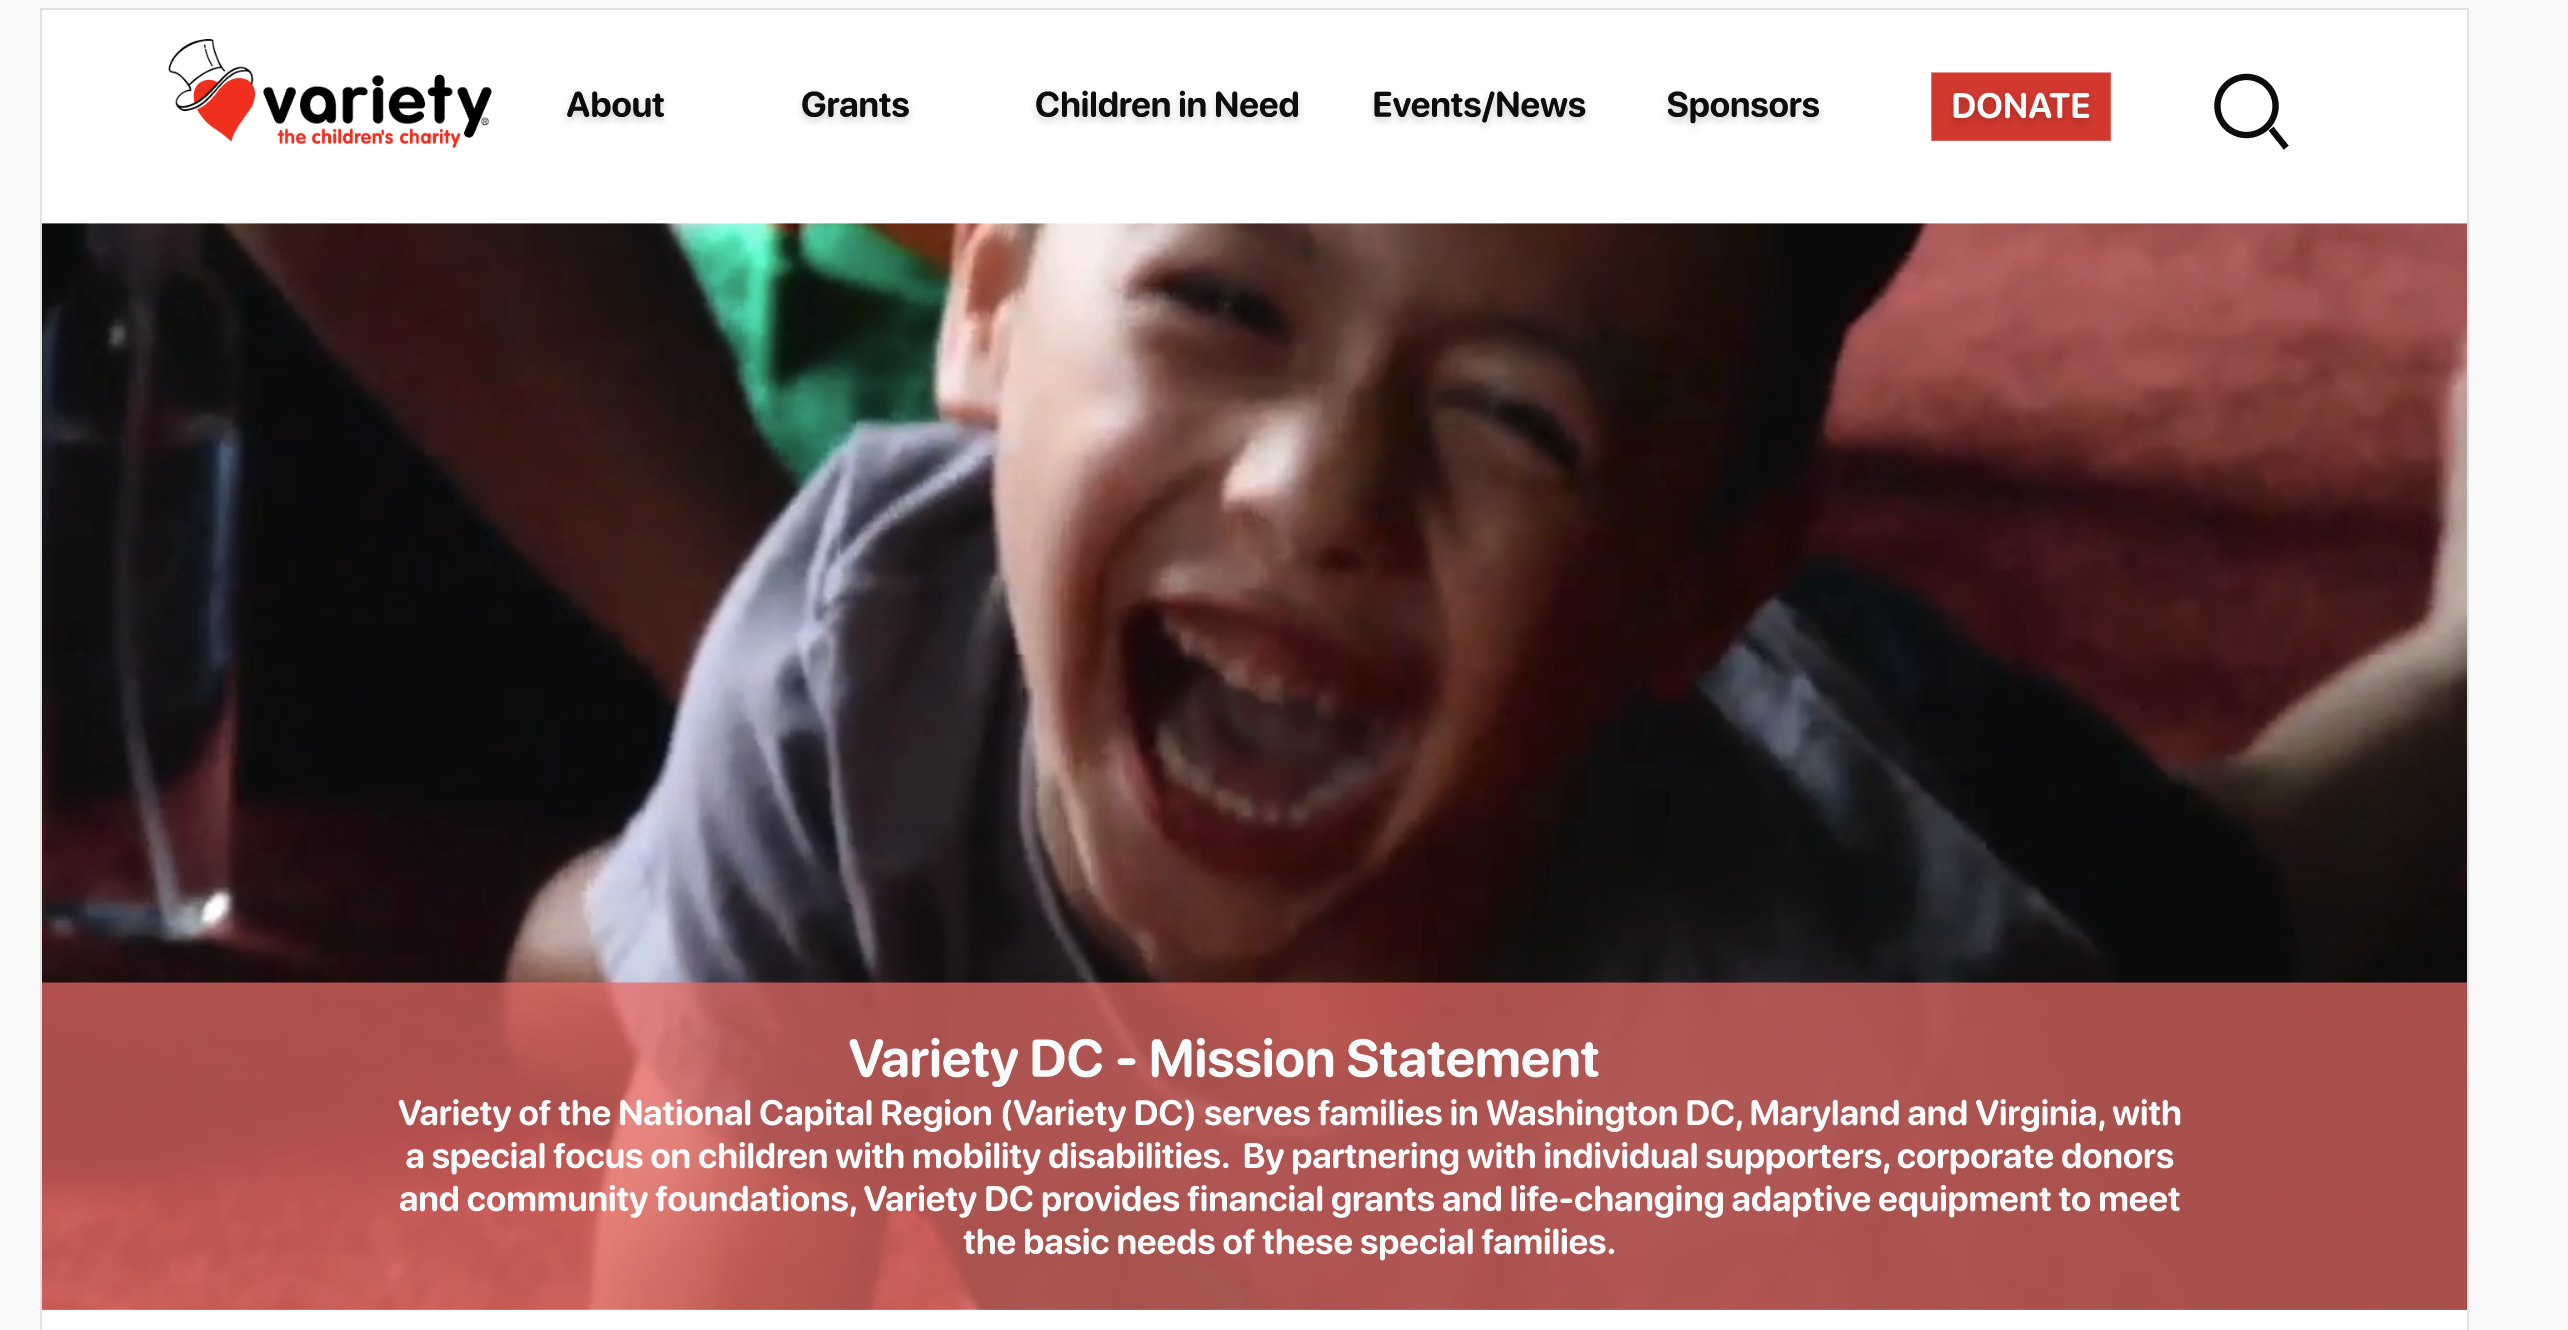 variety®
the children's charity
About
Grants
Children in Need
Events/News
Sponsors
DONATE
Variety DC - Mission Statement
Variety of the National Capital Region (Variety DC) serves families in Washington DC, Maryland and Virginia, with
a special focus on children with mobility disabilities.  By partnering with individual supporters, corporate donors
and community foundations, Variety DC provides financial grants and life-changing adaptive equipment to meet
the basic needs of these special families.